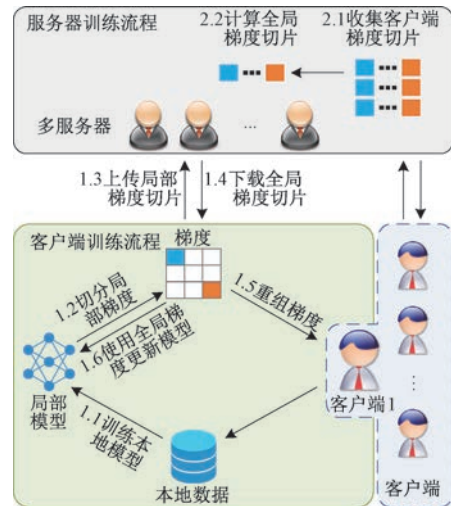 服务器训练流程
2.2计算全局
梯度切片
2.1收集客户端
梯度切片
多服务器
...
1.3上传局部
梯度切片
1.4下载全局
梯度切片
客户端训练流程
梯度
1.2切分局
部梯度
1.6使用全局梯
度更新模型
1.5重组梯度
局部
模型
1.1训练本
地模型
本地数据
客户端1
...
客户端